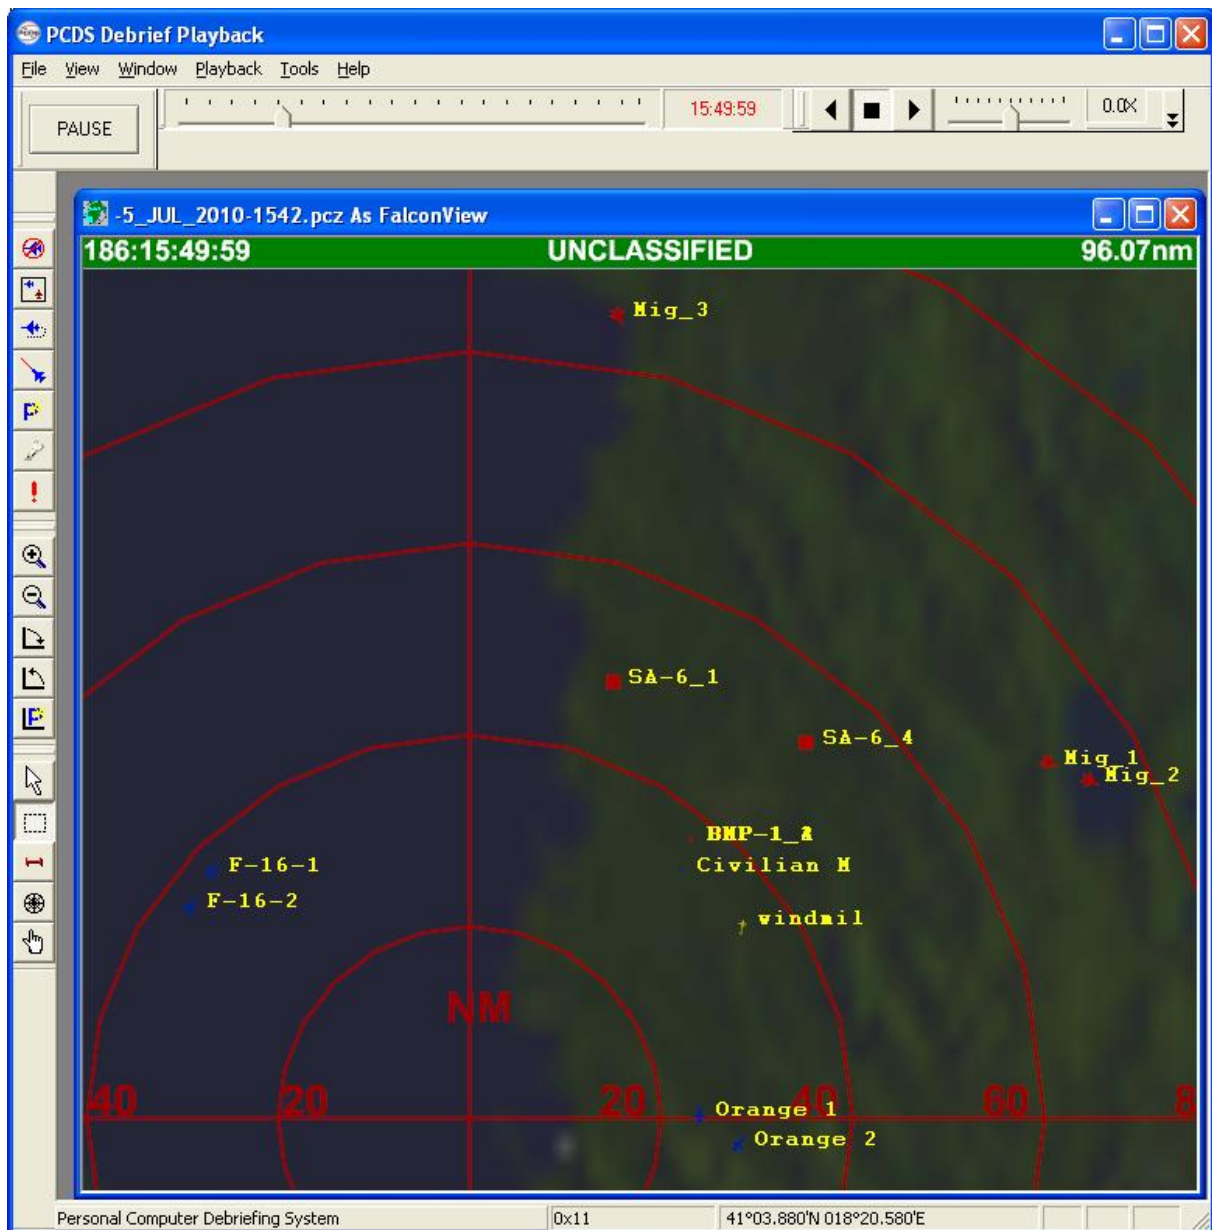 PCDS Debrief Playback
File View Window Playback Tools Help
PAUSE
15:49:59
0.0X
-5_JUL_2010-1542.pcz As FalconView
186:15:49:59 UNCLASSIFIED 96.07nm
Mig_3
SA-6_1
SA-6_4
Mig_1
Mig_2
BMP-1_
Civilian M
F-16-1
F-16-2
windmil
NM
40 20 20 40 60 8
Orange 1
Orange 2
Personal Computer Debriefing System 0x11 41°03.880'N 018°20.580'E